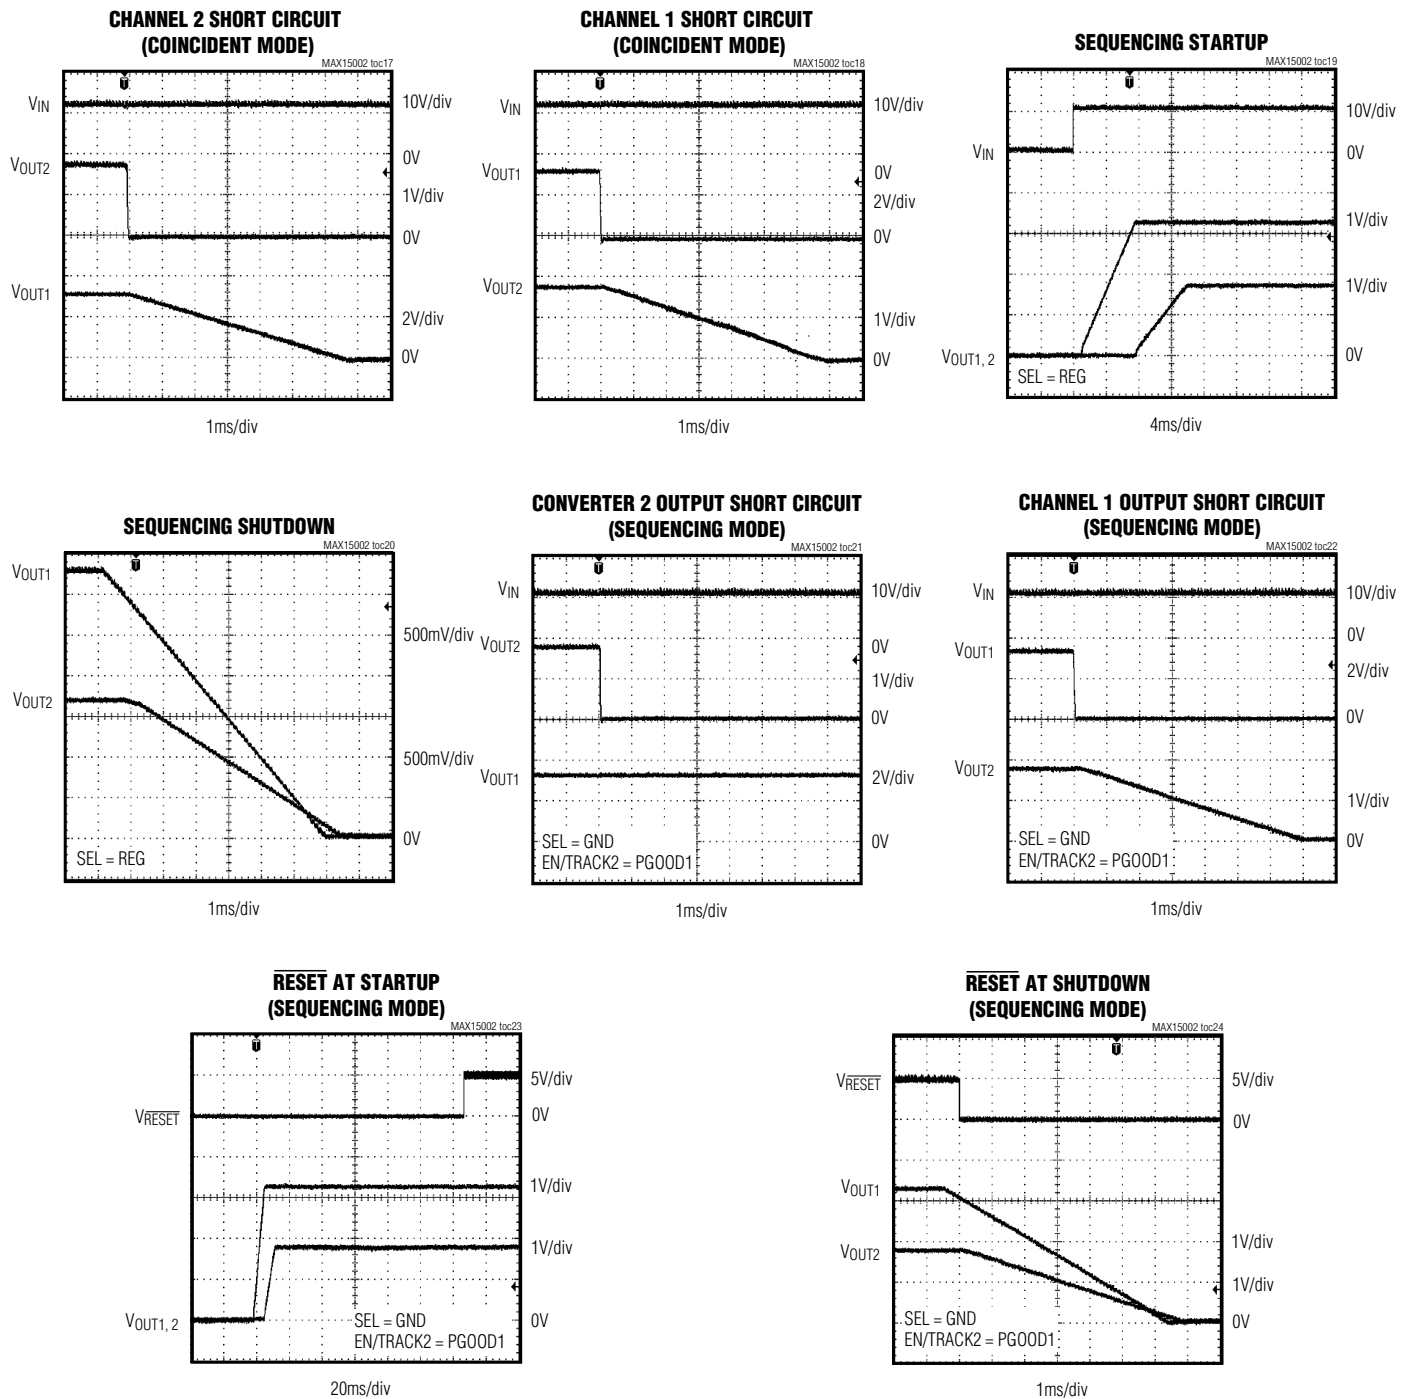 CHANNEL 2 SHORT CIRCUIT
(COINCIDENT MODE)
MAX15002 toc17
T
VIN
10V/div
VOUT2
0V
1V/div
0V
VOUT1
2V/div
0V
1ms/div
CHANNEL 1 SHORT CIRCUIT
(COINCIDENT MODE)
MAX15002 toc18
T
VIN
10V/div
VOUT1
0V
2V/div
0V
VOUT2
1V/div
0V
1ms/div
SEQUENCING STARTUP
MAX15002 toc19
T
10V/div
VIN
0V
1V/div
1V/div
VOUT1, 2
0V
SEL = REG
4ms/div
SEQUENCING SHUTDOWN
MAX15002 toc20
T
VOUT1
500mV/div
VOUT2
500mV/div
0V
SEL = REG
1ms/div
CONVERTER 2 OUTPUT SHORT CIRCUIT
(SEQUENCING MODE)
MAX15002 toc21
T
VIN
10V/div
VOUT2
0V
1V/div
0V
VOUT1
2V/div
SEL = GND
0V
EN/TRACK2 = PGOOD1
1ms/div
CHANNEL 1 OUTPUT SHORT CIRCUIT
(SEQUENCING MODE)
MAX15002 toc22
T
VIN
10V/div
0V
VOUT1
2V/div
0V
VOUT2
1V/div
SEL = GND
0V
EN/TRACK2 = PGOOD1
1ms/div
RESET AT STARTUP
(SEQUENCING MODE)
MAX15002 toc23
T
5V/div
VRESET
0V
1V/div
1V/div
VOUT1, 2
SEL = GND
0V
EN/TRACK2 = PGOOD1
20ms/div
RESET AT SHUTDOWN
(SEQUENCING MODE)
MAX15002 toc24
T
VRESET
5V/div
0V
VOUT1
VOUT2
1V/div
1V/div
SEL = GND
0V
EN/TRACK2 = PGOOD1
1ms/div